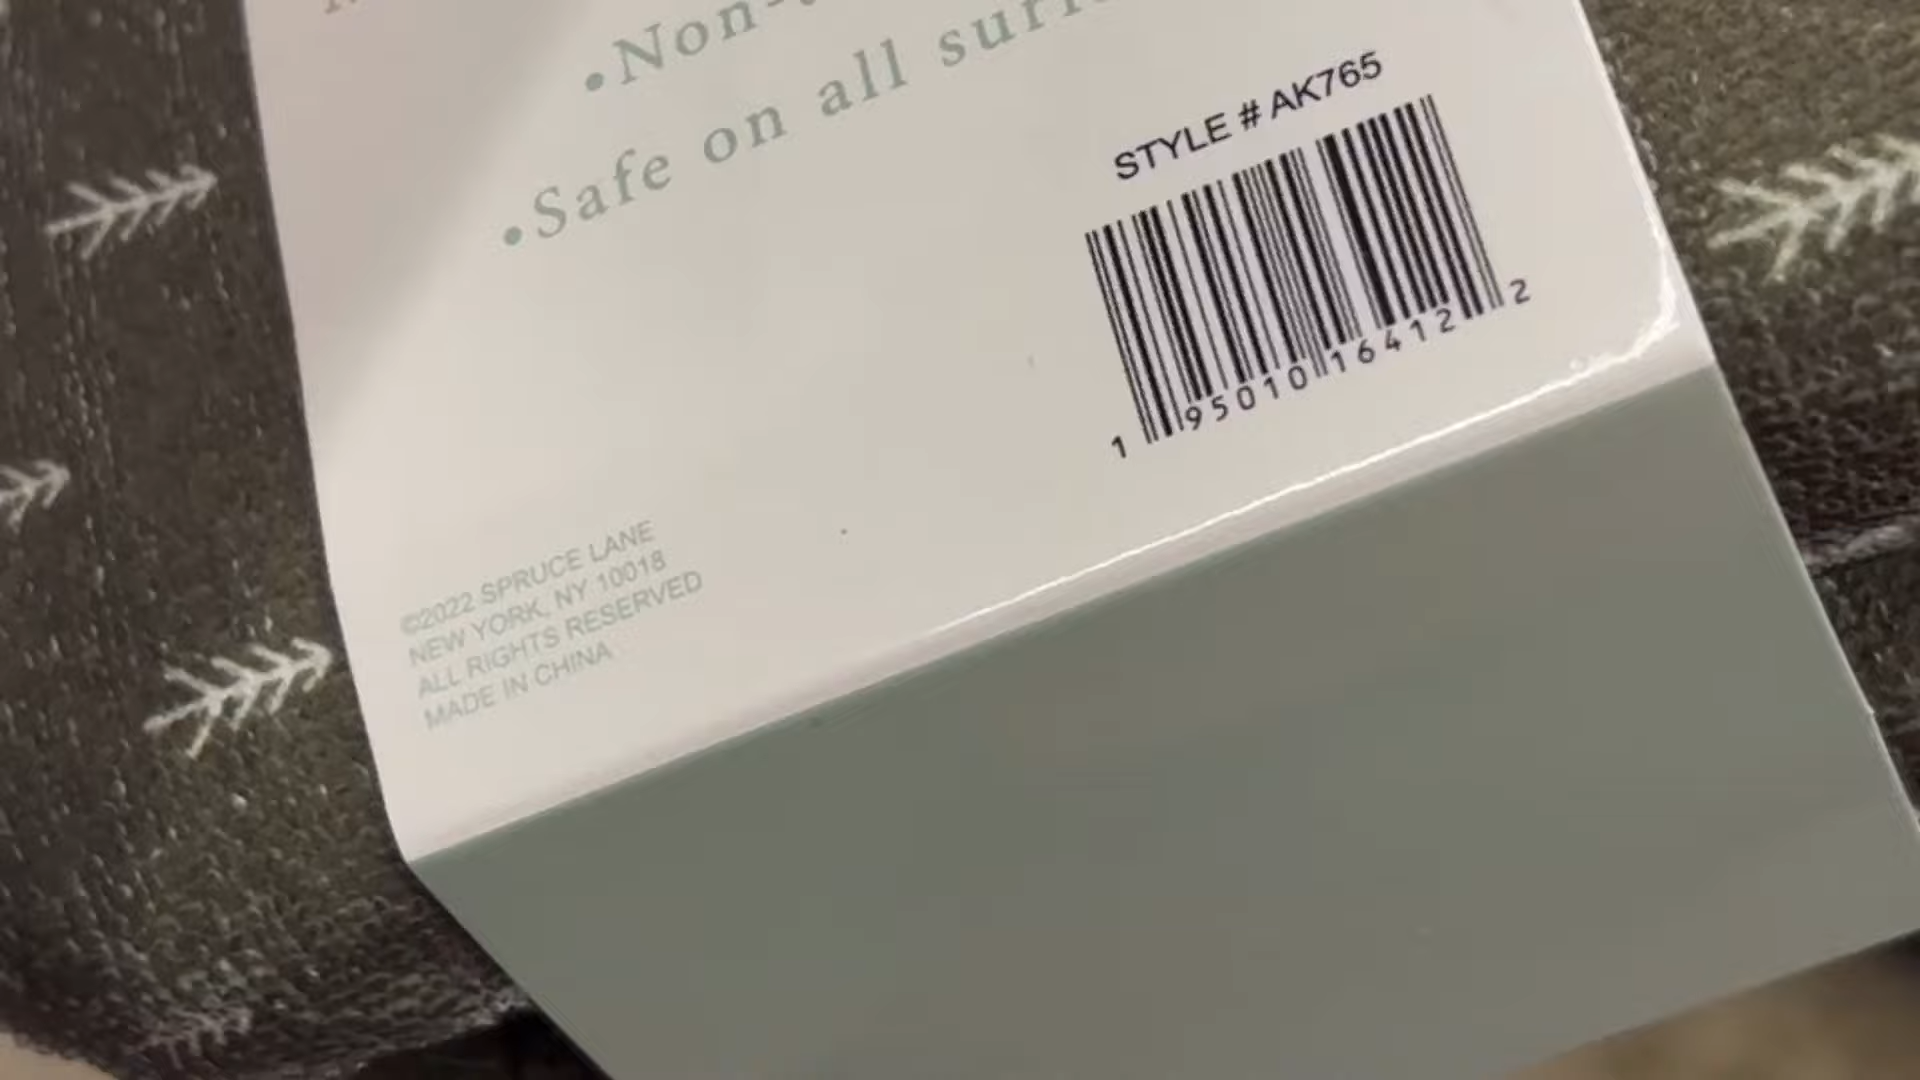 •Non-
•Safe on all
STYLE # AK765
1 95010 16412 2
©2022 SPRUCE LANE
NEW YORK, NY 10018
ALL RIGHTS RESERVED
MADE IN CHINA